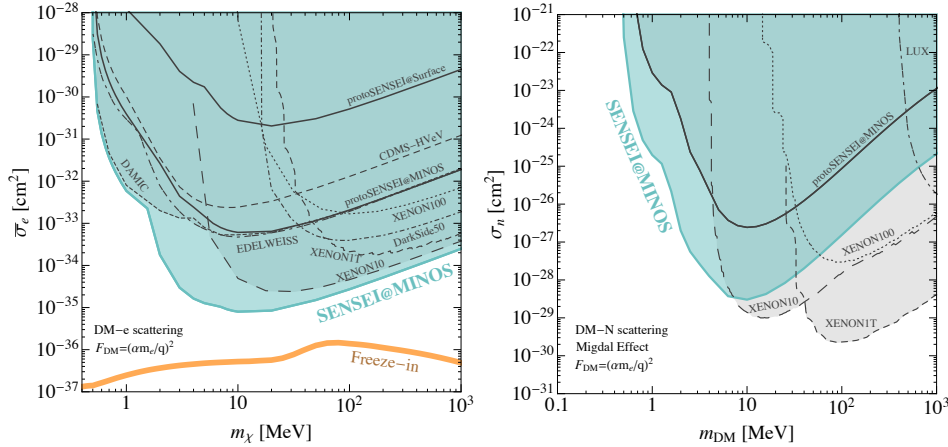 10⁻²⁸
10⁻²⁹
10⁻³⁰
10⁻³¹
10⁻³²
10⁻³³
10⁻³⁴
10⁻³⁵
10⁻³⁶
10⁻³⁷
σ̅ₑ [cm²]
protoSENSEI@Surface
CDMS-HVeV
DAMIC
protoSENSEI@MINOS
EDELWEISS
XENON100
DarkSide50
XENON1T
XENON10
SENSEI@MINOS
DM-e scattering
F_DM=(αmₑ/q)²
Freeze-in
1
10
10²
10³
mᵪ [MeV]
10⁻²¹
10⁻²²
10⁻²³
10⁻²⁴
10⁻²⁵
10⁻²⁶
10⁻²⁷
10⁻²⁸
10⁻²⁹
10⁻³⁰
10⁻³¹
σₙ [cm²]
LUX
SENSEI@MINOS
protoSENSEI@MINOS
XENON100
XENON10
XENON1T
DM-N scattering
Migdal Effect
F_DM=(αmₑ/q)²
0.1
1
10
10²
10³
m_DM [MeV]